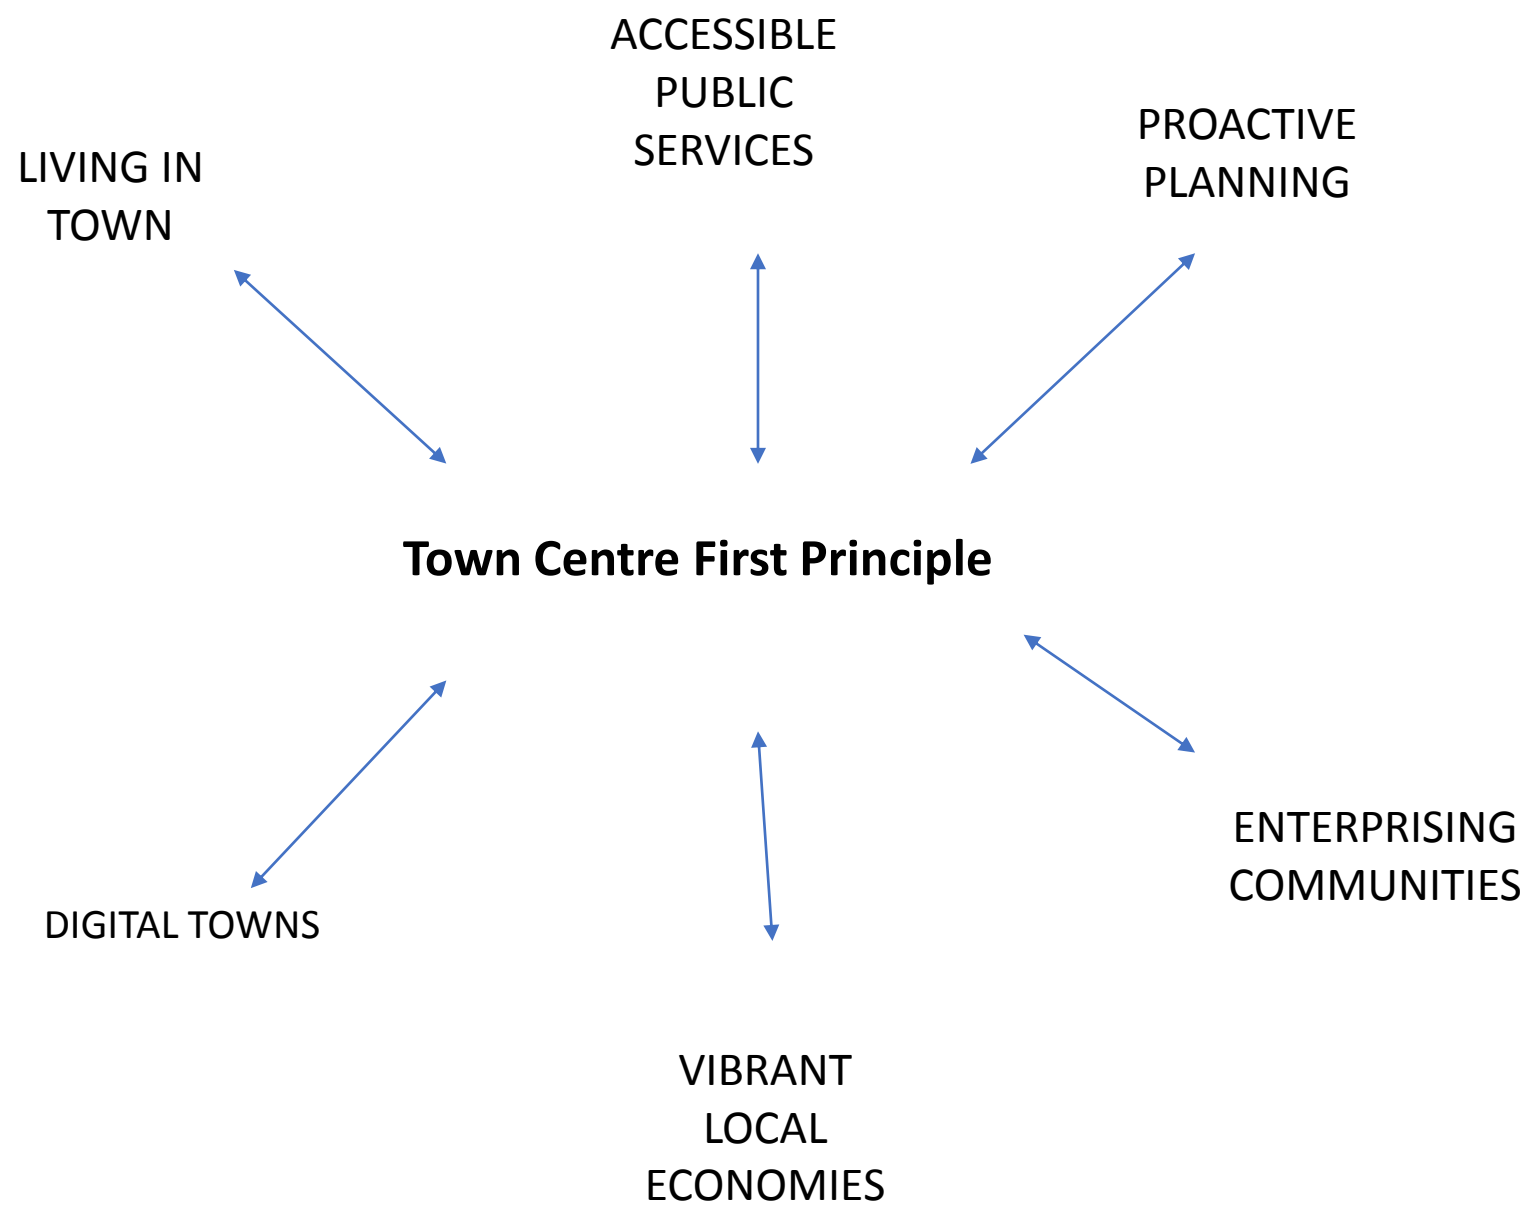 ACCESSIBLE
PUBLIC
SERVICES
PROACTIVE
PLANNING
LIVING IN
TOWN
Town Centre First Principle
ENTERPRISING
COMMUNITIES
DIGITAL TOWNS
VIBRANT
LOCAL
ECONOMIES